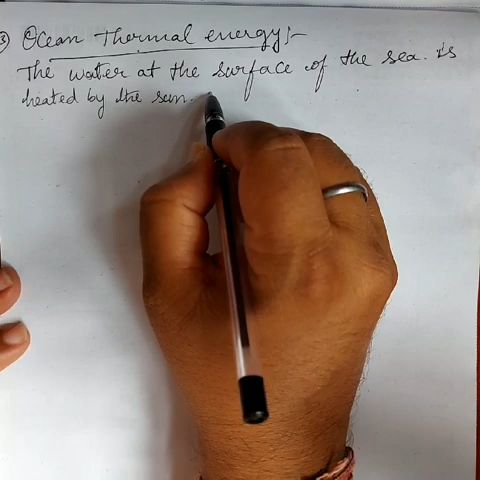 ③ Ocean Thermal energy:-
The water at the surface of the sea. is
heated by the sun.